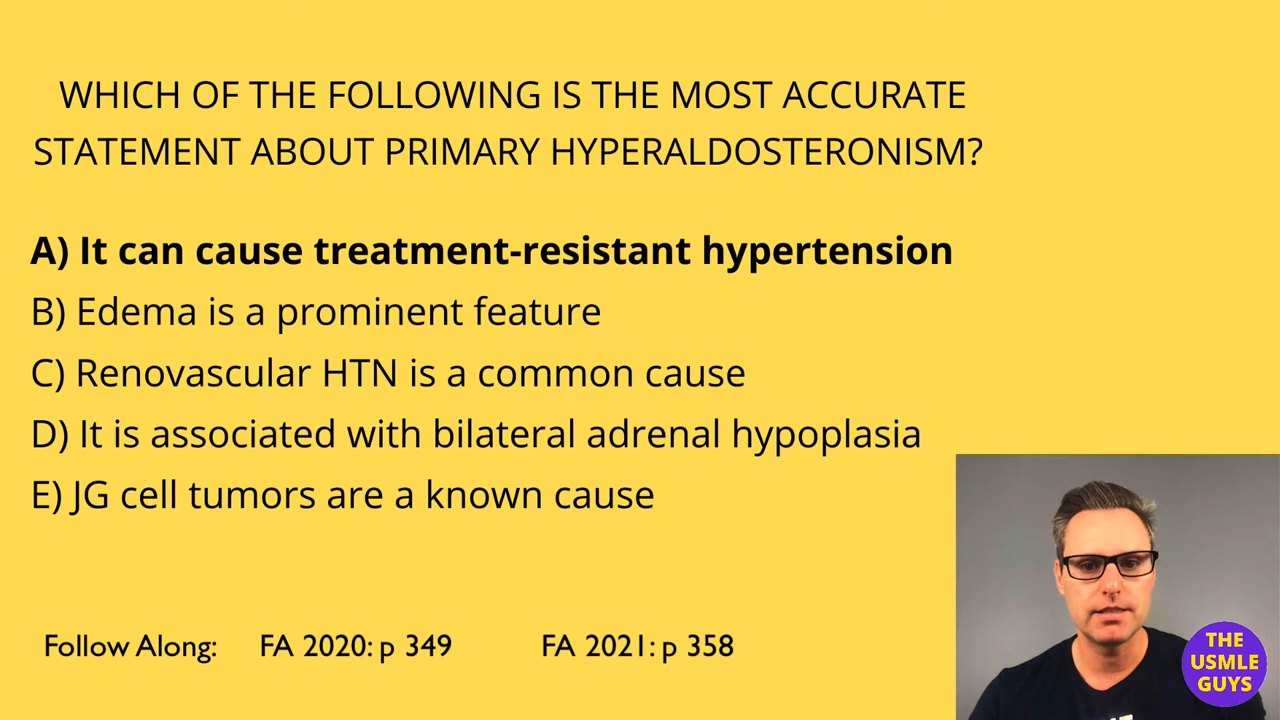 WHICH OF THE FOLLOWING IS THE MOST ACCURATE
STATEMENT ABOUT PRIMARY HYPERALDOSTERONISM?
A) It can cause treatment-resistant hypertension
B) Edema is a prominent feature
C) Renovascular HTN is a common cause
D) It is associated with bilateral adrenal hypoplasia
E) JG cell tumors are a known cause
Follow Along: FA 2020: p 349 FA 2021: p 358
THE
USMLE
GUYS